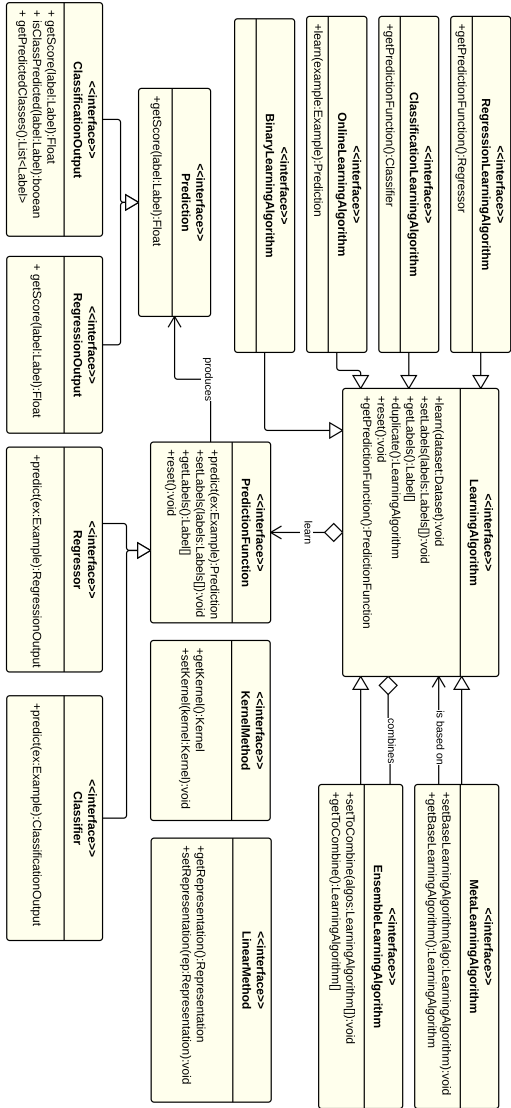 <<interface>>
RegressionLearningAlgorithm
+getPredictionFunction():Regressor
<<interface>>
ClassificationLearningAlgorithm
+getPredictionFunction():Classifier
<<interface>>
OnlineLearningAlgorithm
+learn(example:Example):Prediction
<<interface>>
BinaryLearningAlgorithm
<<interface>>
LearningAlgorithm
+learn(dataset:Dataset):void
+setLabels(labels:Labels[]):void
+getLabels():Label[]
+duplicate():LearningAlgorithm
+reset():void
+getPredictionFunction():PredictionFunction
is based on
combines
<<interface>>
MetaLearningAlgorithm
+setBaseLearningAlgorithm(algo:LearningAlgorithm):void
+getBaseLearningAlgorithm():LearningAlgorithm
<<interface>>
EnsembleLearningAlgorithm
+setToCombine(algos:LearningAlgorithm[]):void
+getToCombine():LearningAlgorithm[]
learn
<<interface>>
Prediction
+getScore(label:Label):Float
produces
<<interface>>
PredictionFunction
+predict(ex:Example):Prediction
+setLabels(labels:Labels[]):void
+getLabels():Label[]
+reset():void
<<interface>>
KernelMethod
+getKernel():Kernel
+setKernel(kernel:Kernel):void
<<interface>>
LinearMethod
+getRepresentation():Representation
+setRepresentation(rep:Representation):void
<<interface>>
ClassificationOutput
+ getScore(label:Label):Float
+ isClassPredicted(label:Label):booean
+ getPredictedClasses():List<Label>
<<interface>>
RegressionOutput
+ getScore(label:Label):Float
<<interface>>
Regressor
+predict(ex:Example):RegressionOutput
<<interface>>
Classifier
+predict(ex:Example):ClassificationOutput